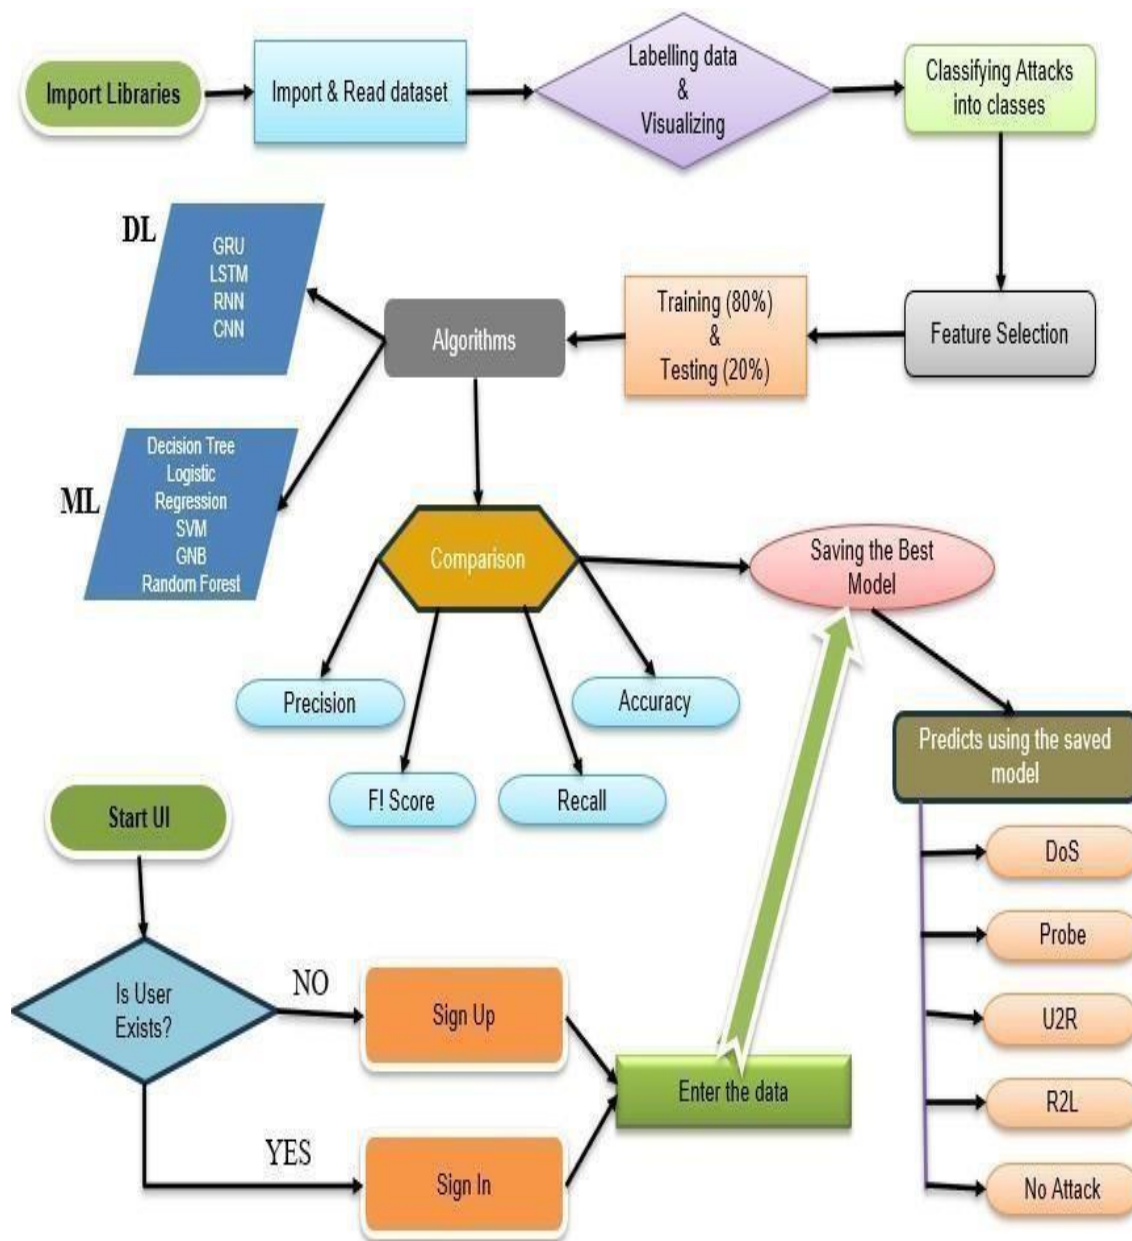 Import Libraries
Import & Read dataset
Labelling data
&
Visualizing
Classifying Attacks
into classes
DL
GRU
LSTM
RNN
CNN
Algorithms
Training (80%)
&
Testing (20%)
Feature Selection
ML
Decision Tree
Logistic
Regression
SVM
GNB
Random Forest
Comparison
Saving the Best
Model
Precision
Accuracy
F! Score
Recall
Predicts using the saved
model
DoS
Probe
U2R
R2L
No Attack
Start UI
Is User
Exists?
NO
Sign Up
YES
Sign In
Enter the data